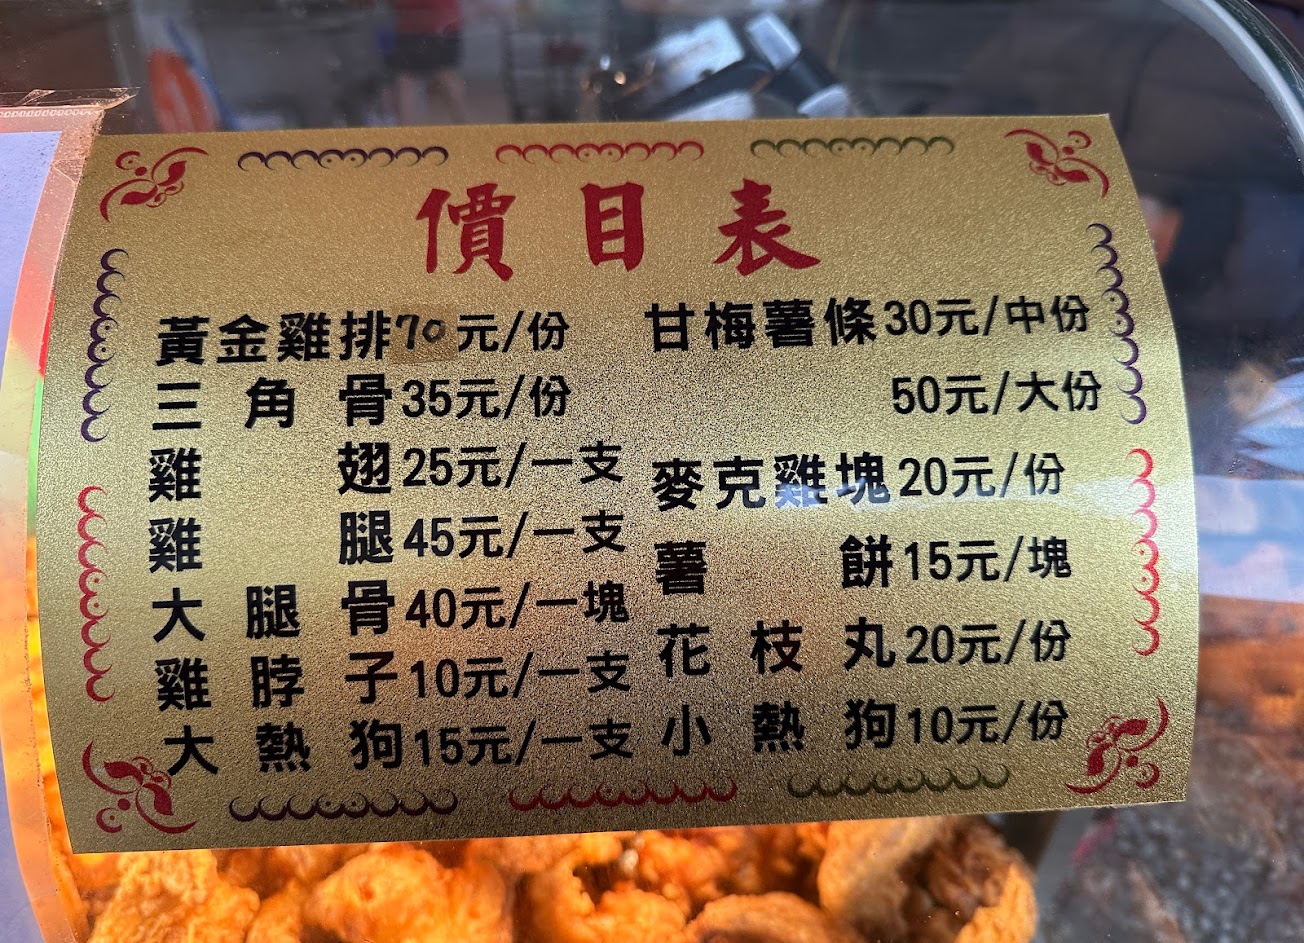 價目表
黃金雞排70元/份
三角骨35元/份
雞翅25元/一支
雞腿45元/一支
大腿骨40元/一塊
雞脖子10元/一支
大熱狗15元/一支
甘梅薯條30元/中份
50元/大份
麥克雞塊20元/份
薯餅15元/塊
花枝丸20元/份
小熱狗10元/份